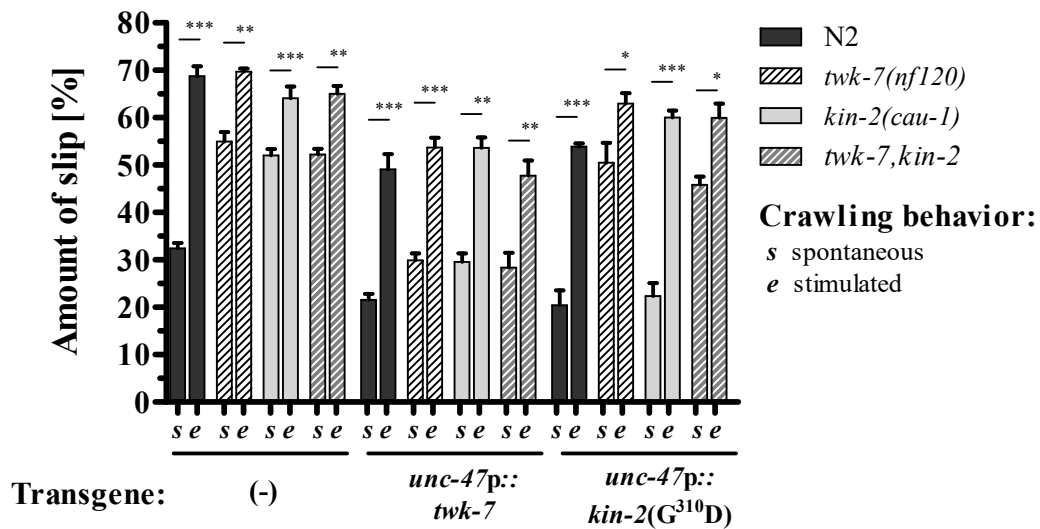 Amount of slip [%]
80
70
60
50
40
30
20
10
0
*** ** *** **
*** *** ** **
*** * *** *
s e s e s e s e s e s e s e s e s e s e s e s e
Transgene:
(-)
unc-47p::
twk-7
unc-47p::
kin-2(G³¹⁰D)
N2
twk-7(nf120)
kin-2(cau-1)
twk-7,kin-2
Crawling behavior:
s spontaneous
e stimulated